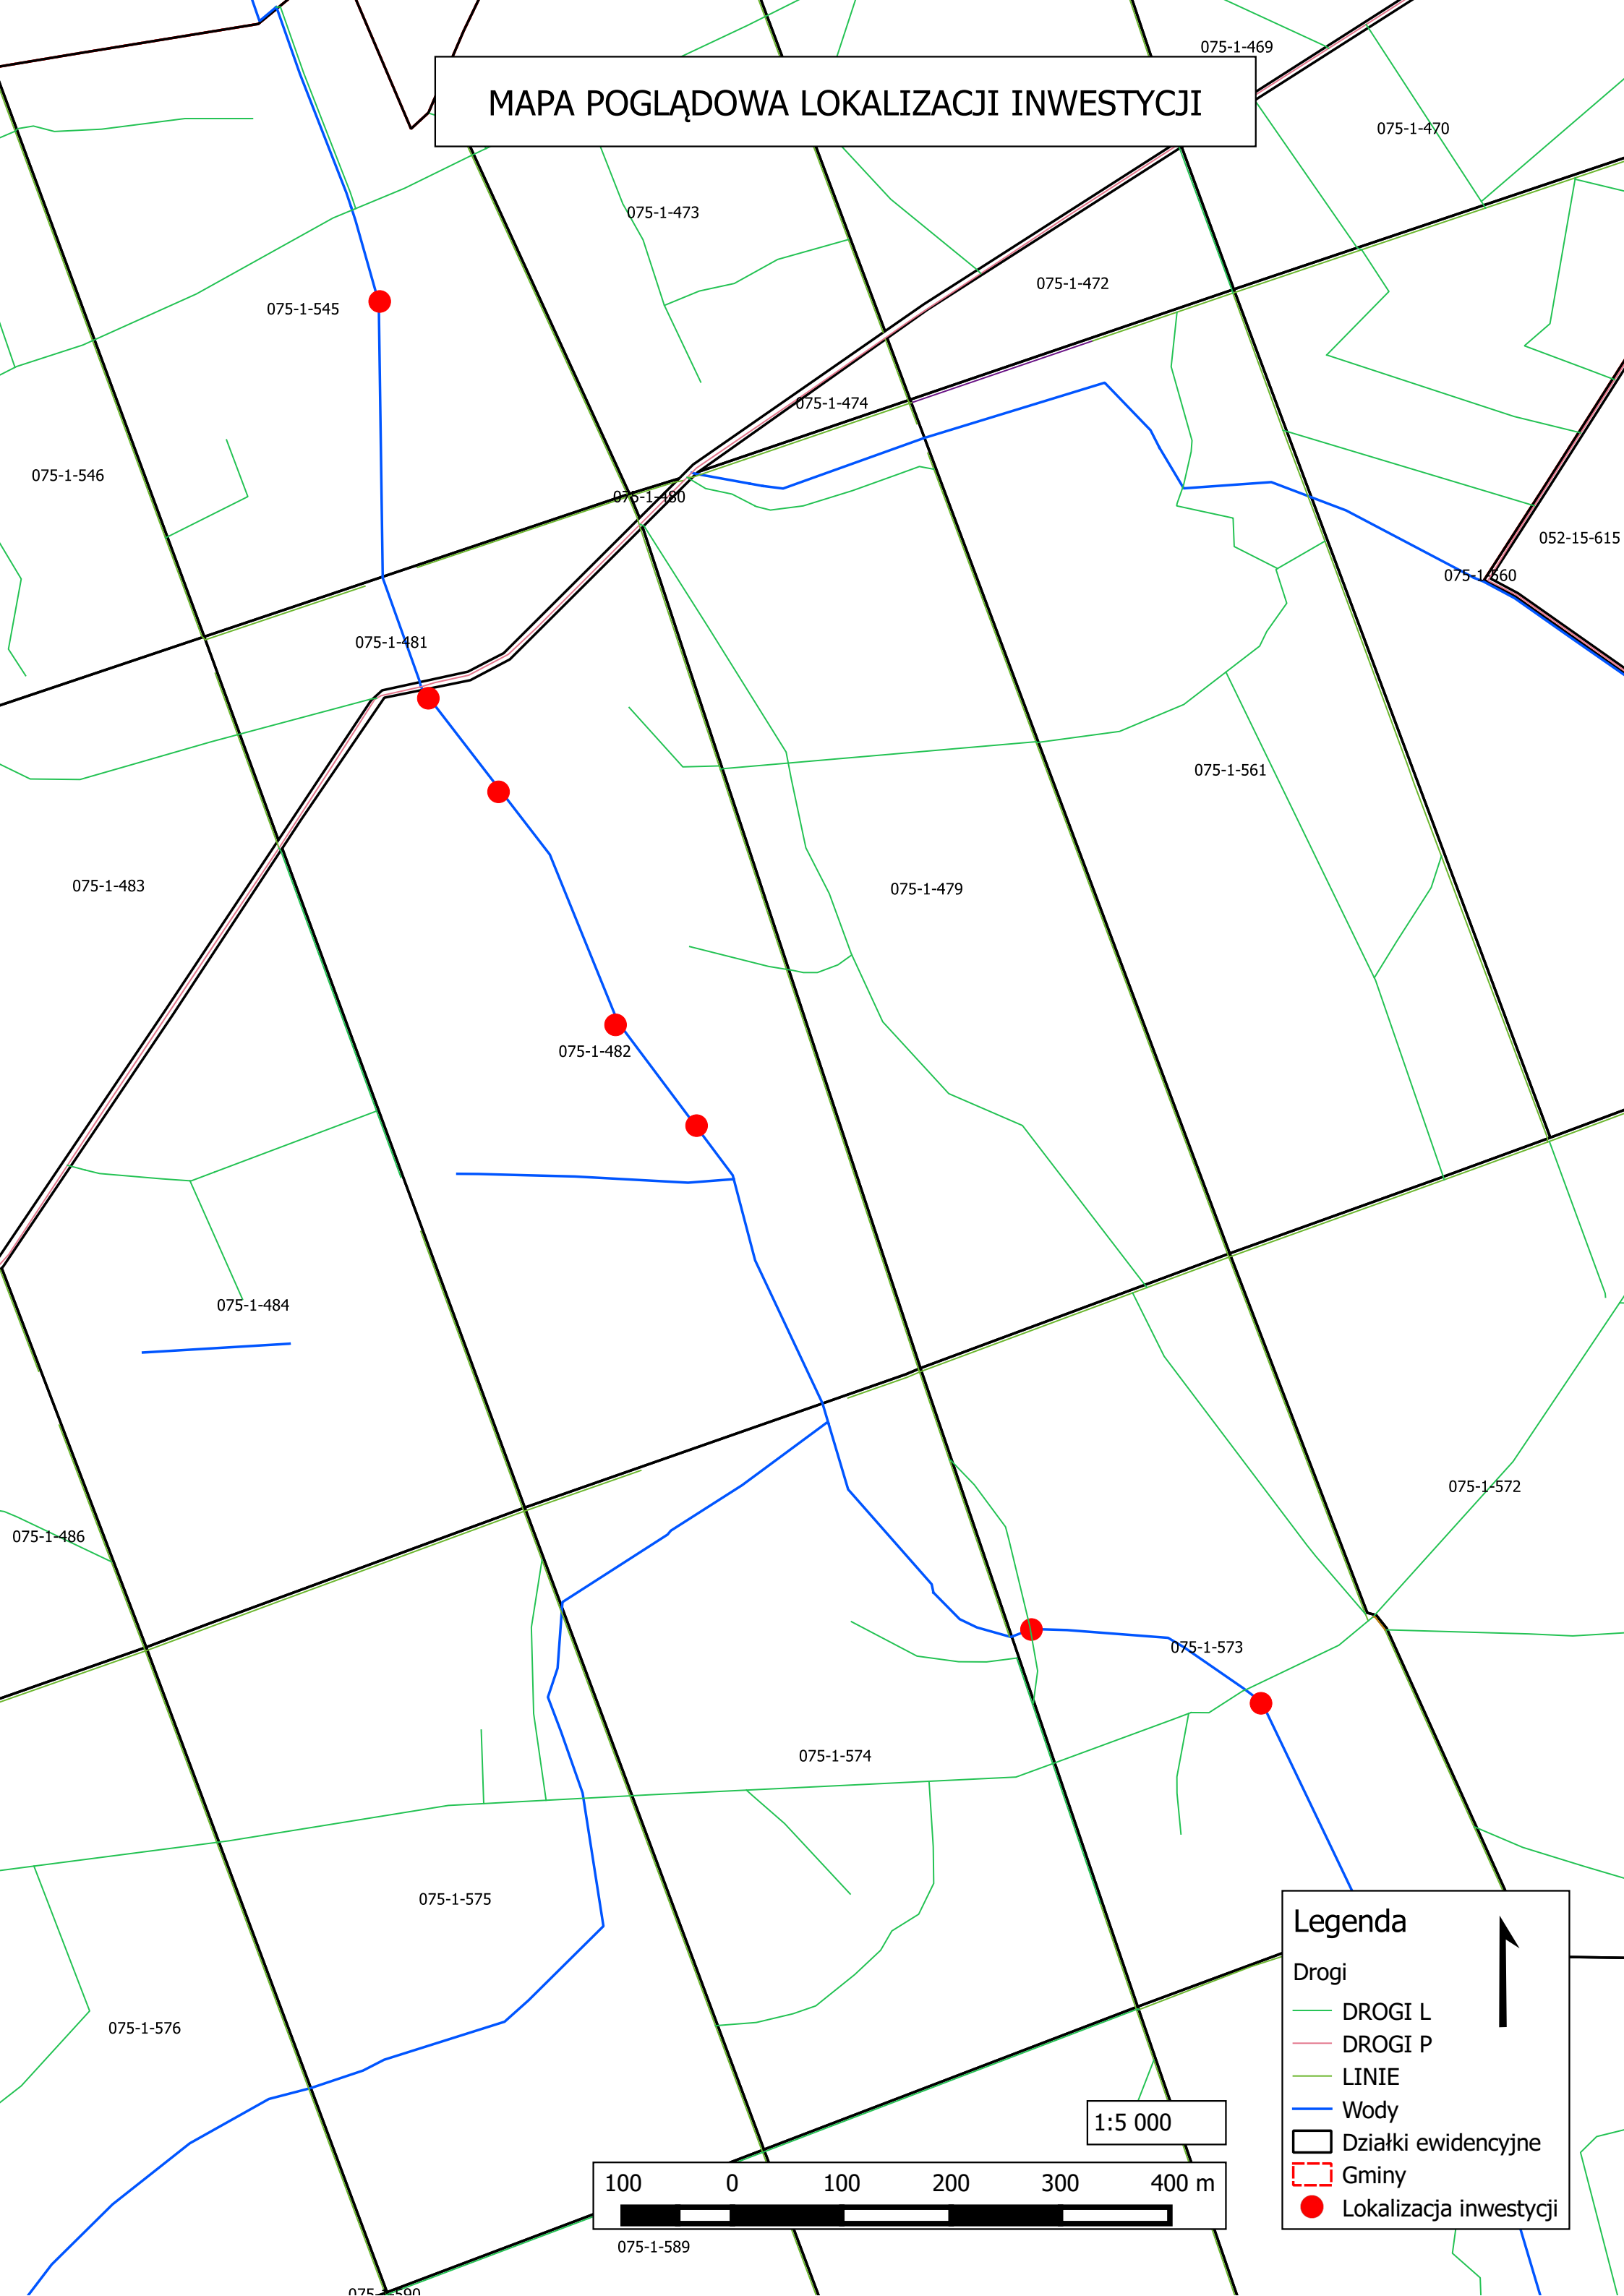 075-1-469
MAPA POGLĄDOWA LOKALIZACJI INWESTYCJI
075-1-470
075-1-473
075-1-472
075-1-545
075-1-474
075-1-546
075-1-480
052-15-615
075-1-560
075-1-481
075-1-561
075-1-483
075-1-479
075-1-482
075-1-484
075-1-572
075-1-486
075-1-573
075-1-574
075-1-575
Legenda
Drogi
DROGI L
075-1-576
DROGI P
LINIE
Wody
1:5 000
Działki ewidencyjne
Gminy
100 0 100 200 300 400 m
Lokalizacja inwestycji
075-1-589
075-1-590